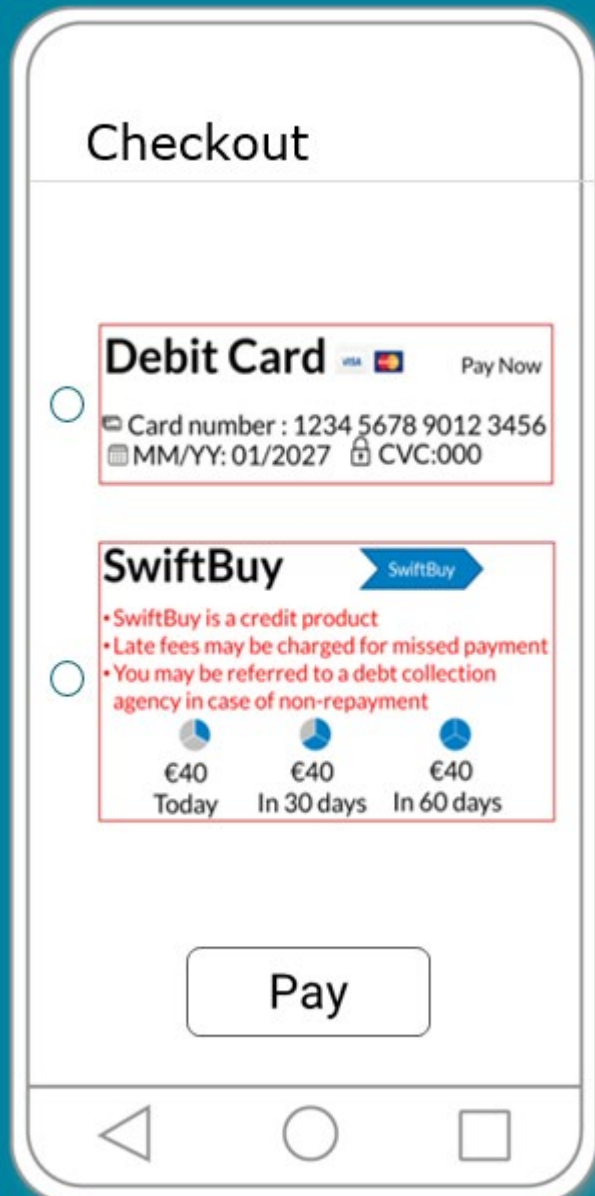 Checkout
Debit Card VISA Pay Now
Card number : 1234 5678 9012 3456
MM/YY: 01/2027 CVC:000
SwiftBuy SwiftBuy
• SwiftBuy is a credit product
• Late fees may be charged for missed payment
• You may be referred to a debt collection
agency in case of non-repayment
€40 €40 €40
Today In 30 days In 60 days
Pay